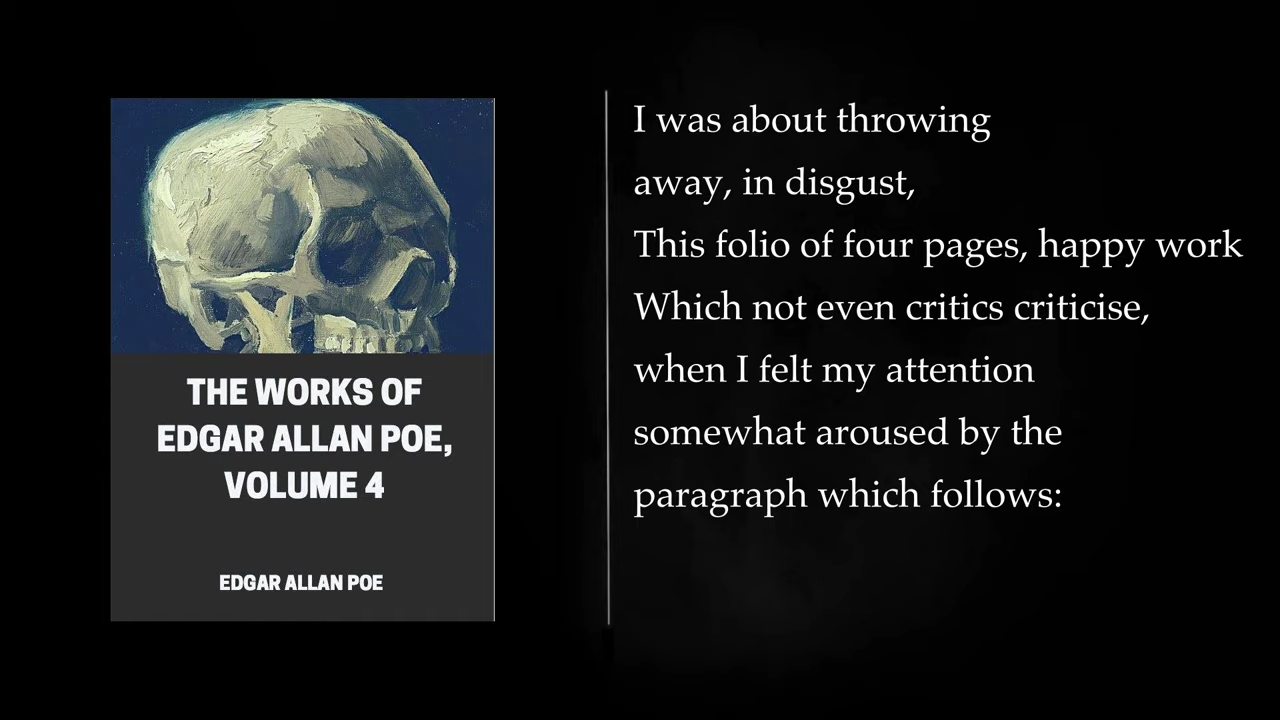 THE WORKS OF
EDGAR ALLAN POE,
VOLUME 4
EDGAR ALLAN POE
I was about throwing
away, in disgust,
This folio of four pages, happy work
Which not even critics criticise,
when I felt my attention
somewhat aroused by the
paragraph which follows: